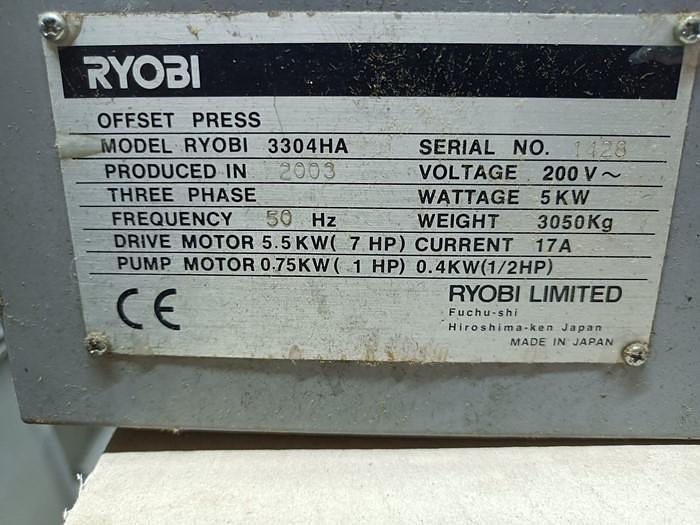 RYOBI
OFFSET PRESS
MODEL RYOBI 3304HA SERIAL NO. 1428
PRODUCED IN 2003 VOLTAGE 200 V~
THREE PHASE WATTAGE 5KW
FREQUENCY 50 Hz WEIGHT 3050Kg
DRIVE MOTOR 5.5KW( 7 HP) CURRENT 17A
PUMP MOTOR 0.75KW( 1 HP) 0.4KW(1/2HP)
CE
RYOBI LIMITED
Fuchu-shi
Hiroshima-ken Japan
MADE IN JAPAN